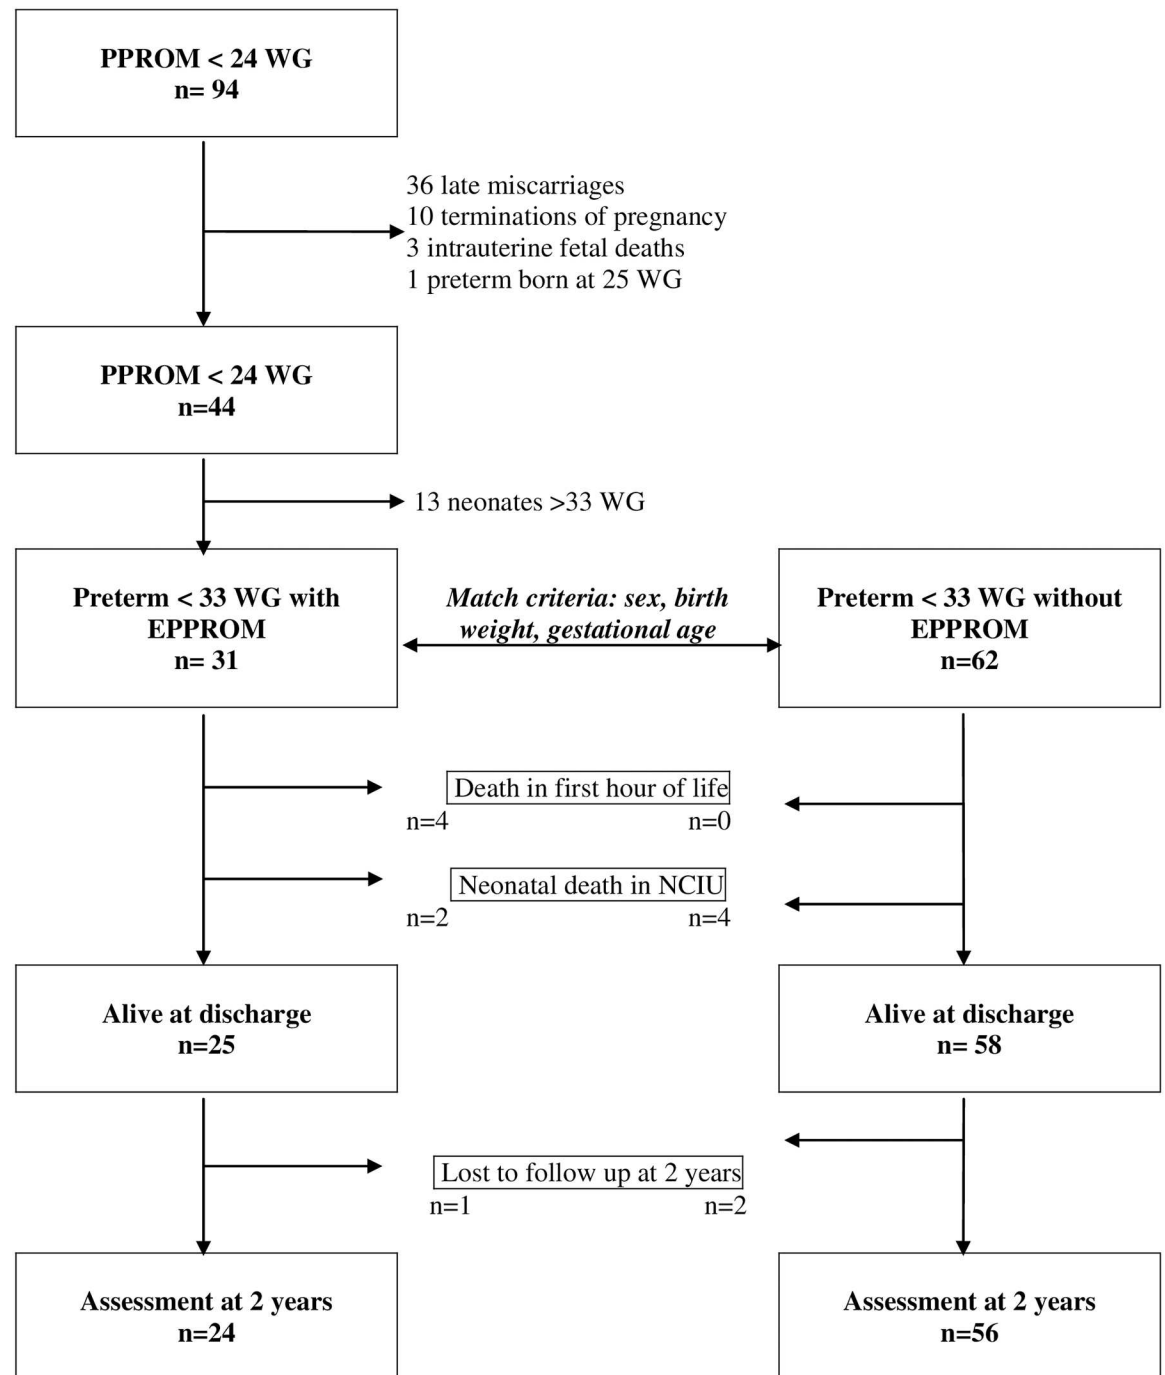 PPROM < 24 WG
n= 94
36 late miscarriages
10 terminations of pregnancy
3 intrauterine fetal deaths
1 preterm born at 25 WG
PPROM < 24 WG
n=44
13 neonates >33 WG
Preterm < 33 WG with
EPPROM
n= 31
Match criteria: sex, birth
weight, gestational age
Preterm < 33 WG without
EPPROM
n=62
Death in first hour of life
n=4 n=0
Neonatal death in NCIU
n=2 n=4
Alive at discharge
n=25
Alive at discharge
n= 58
Lost to follow up at 2 years
n=1 n=2
Assessment at 2 years
n=24
Assessment at 2 years
n=56